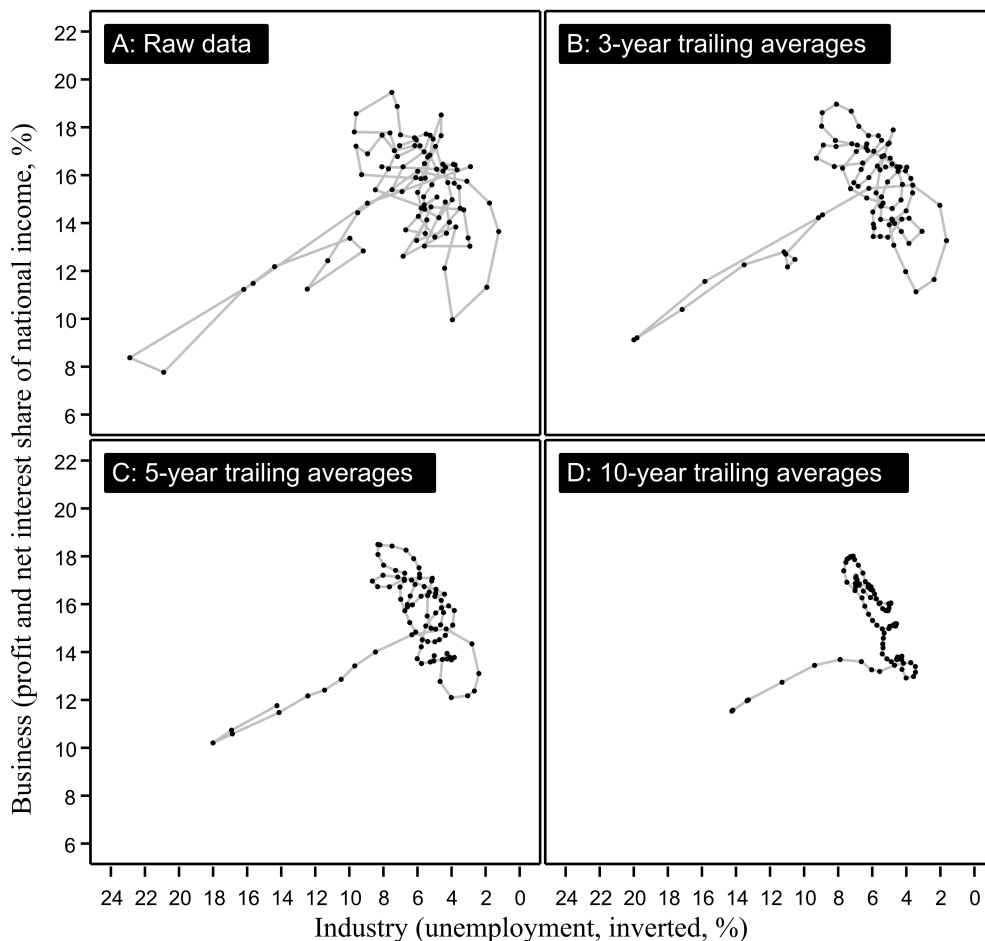 22
20
18
16
14
12
10
8
6
A: Raw data
B: 3-year trailing averages
Business (profit and net interest share of national income, %)
22
20
18
16
14
12
10
8
6
C: 5-year trailing averages
D: 10-year trailing averages
24 22 20 18 16 14 12 10 8 6 4 2 0 24 22 20 18 16 14 12 10 8 6 4 2 0
Industry (unemployment, inverted, %)